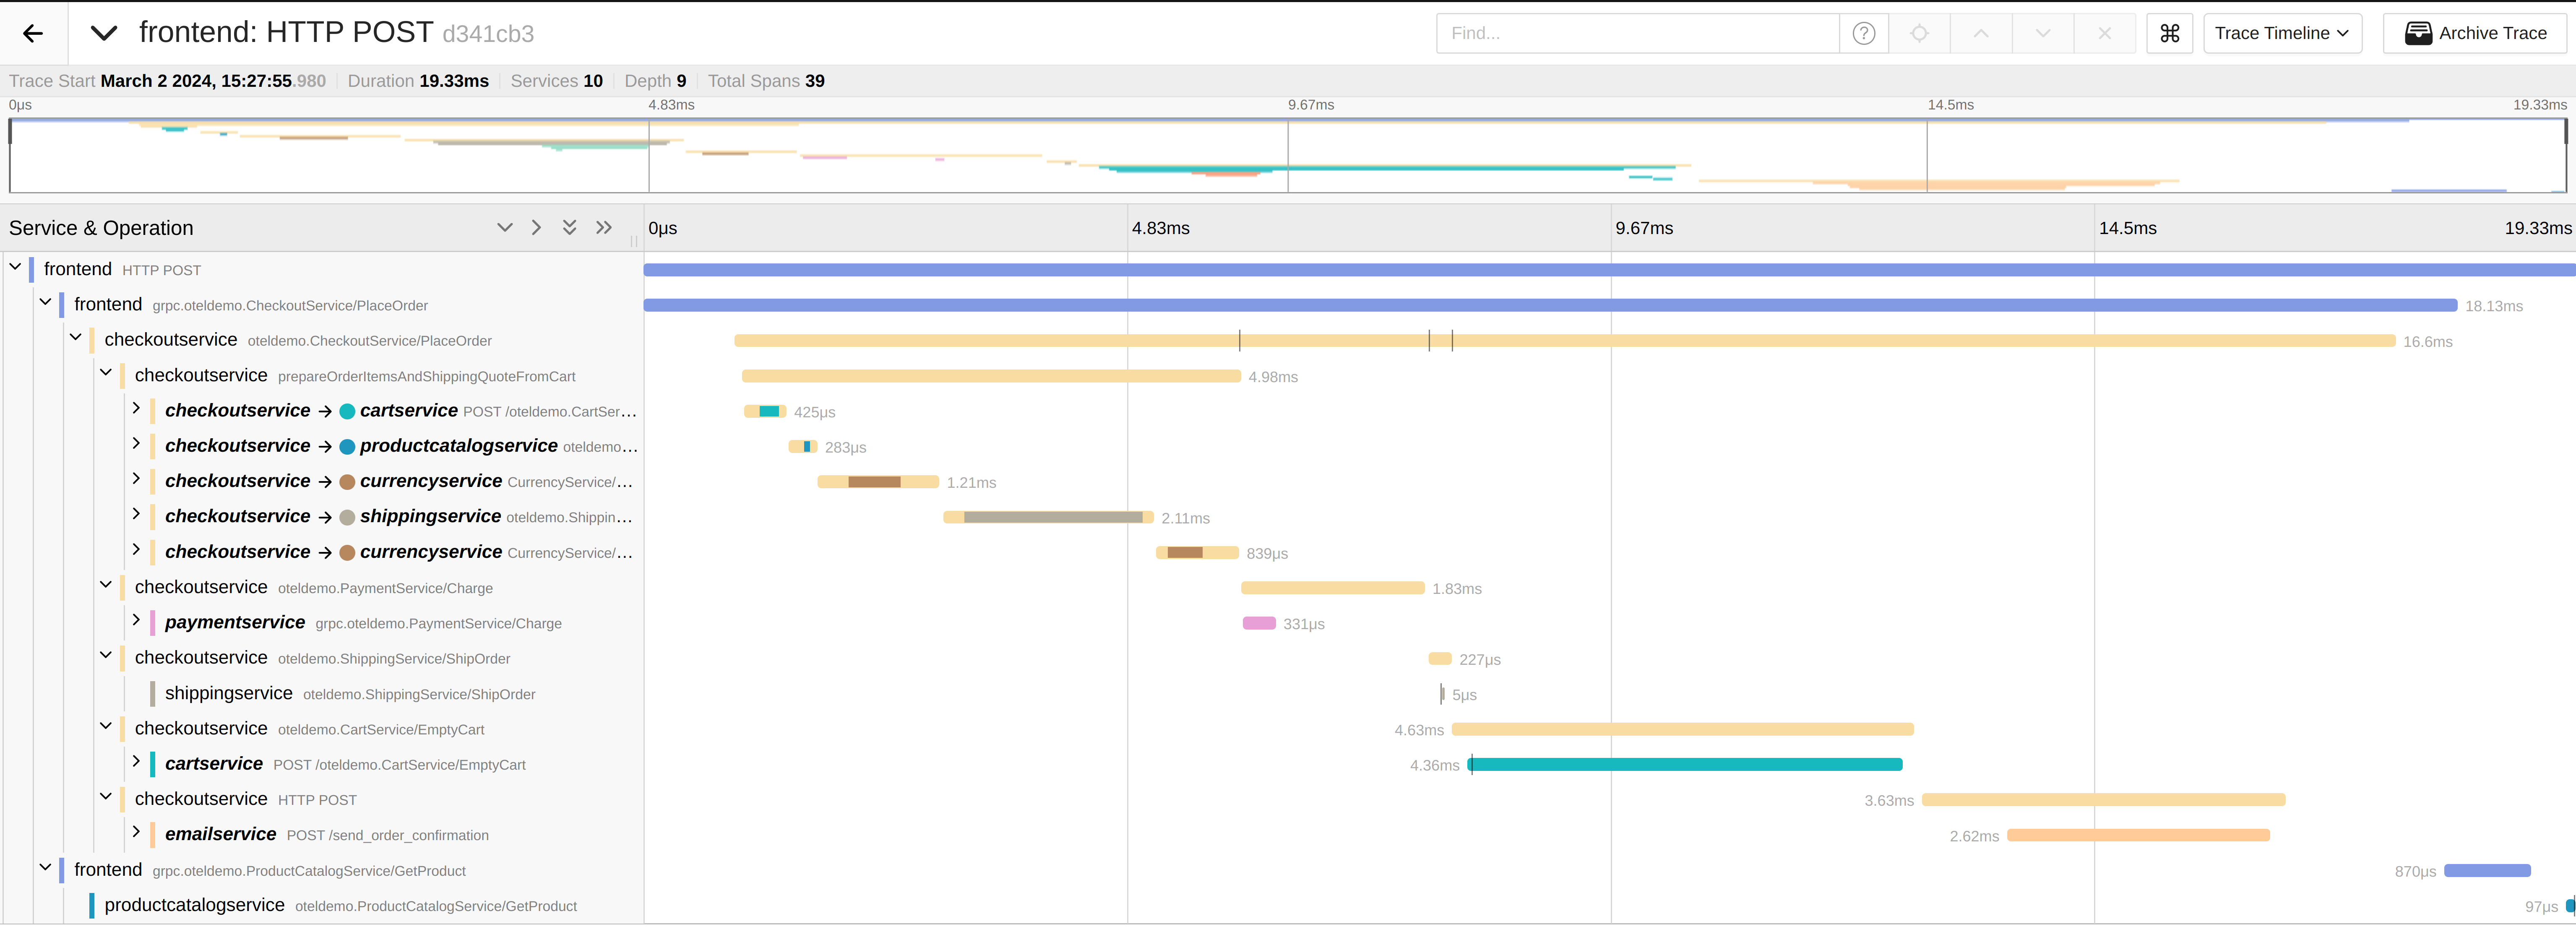 frontend: HTTP POST d341cb3
Find...
?
⌘
Trace Timeline
Archive Trace
Trace Start March 2 2024, 15:27:55.980 Duration 19.33ms Services 10 Depth 9 Total Spans 39
0μs 4.83ms 9.67ms 14.5ms 19.33ms
Service & Operation 0μs 4.83ms 9.67ms 14.5ms 19.33ms
frontend HTTP POST
frontend grpc.oteldemo.CheckoutService/PlaceOrder 18.13ms
checkoutservice oteldemo.CheckoutService/PlaceOrder 16.6ms
checkoutservice prepareOrderItemsAndShippingQuoteFromCart 4.98ms
checkoutservice → cartservice POST /oteldemo.CartSer… 425μs
checkoutservice → productcatalogservice oteldemo… 283μs
checkoutservice → currencyservice CurrencyService/… 1.21ms
checkoutservice → shippingservice oteldemo.Shippin… 2.11ms
checkoutservice → currencyservice CurrencyService/… 839μs
checkoutservice oteldemo.PaymentService/Charge 1.83ms
paymentservice grpc.oteldemo.PaymentService/Charge 331μs
checkoutservice oteldemo.ShippingService/ShipOrder 227μs
shippingservice oteldemo.ShippingService/ShipOrder 5μs
checkoutservice oteldemo.CartService/EmptyCart 4.63ms
cartservice POST /oteldemo.CartService/EmptyCart 4.36ms
checkoutservice HTTP POST 3.63ms
emailservice POST /send_order_confirmation 2.62ms
frontend grpc.oteldemo.ProductCatalogService/GetProduct 870μs
productcatalogservice oteldemo.ProductCatalogService/GetProduct 97μs